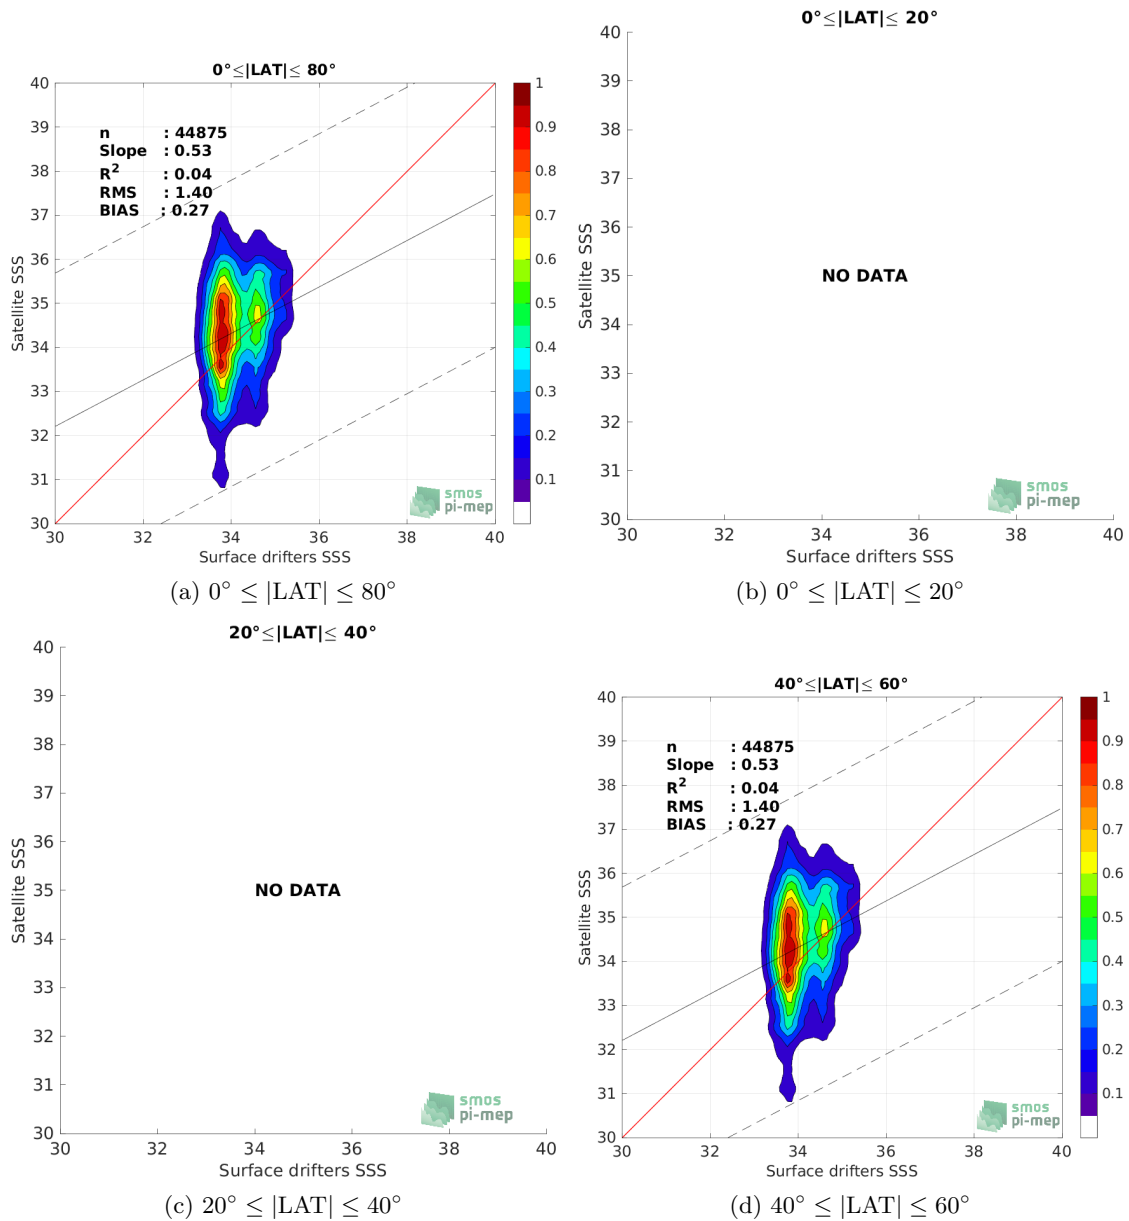 0°≤|LAT|≤ 80°
40
39
38
37
36
35
34
33
32
31
30
Satellite SSS
n : 44875
Slope : 0.53
R² : 0.04
RMS : 1.40
BIAS : 0.27
smos
pi-mep
30 32 34 36 38 40
Surface drifters SSS
1
0.9
0.8
0.7
0.6
0.5
0.4
0.3
0.2
0.1
(a) 0° ≤ |LAT| ≤ 80°
0°≤|LAT|≤ 20°
40
39
38
37
36
35
34
33
32
31
30
Satellite SSS
NO DATA
smos
pi-mep
30 32 34 36 38 40
Surface drifters SSS
(b) 0° ≤ |LAT| ≤ 20°
20°≤|LAT|≤ 40°
40
39
38
37
36
35
34
33
32
31
30
Satellite SSS
NO DATA
smos
pi-mep
30 32 34 36 38 40
Surface drifters SSS
(c) 20° ≤ |LAT| ≤ 40°
40°≤|LAT|≤ 60°
40
39
38
37
36
35
34
33
32
31
30
Satellite SSS
n : 44875
Slope : 0.53
R² : 0.04
RMS : 1.40
BIAS : 0.27
smos
pi-mep
30 32 34 36 38 40
Surface drifters SSS
1
0.9
0.8
0.7
0.6
0.5
0.4
0.3
0.2
0.1
(d) 40° ≤ |LAT| ≤ 60°